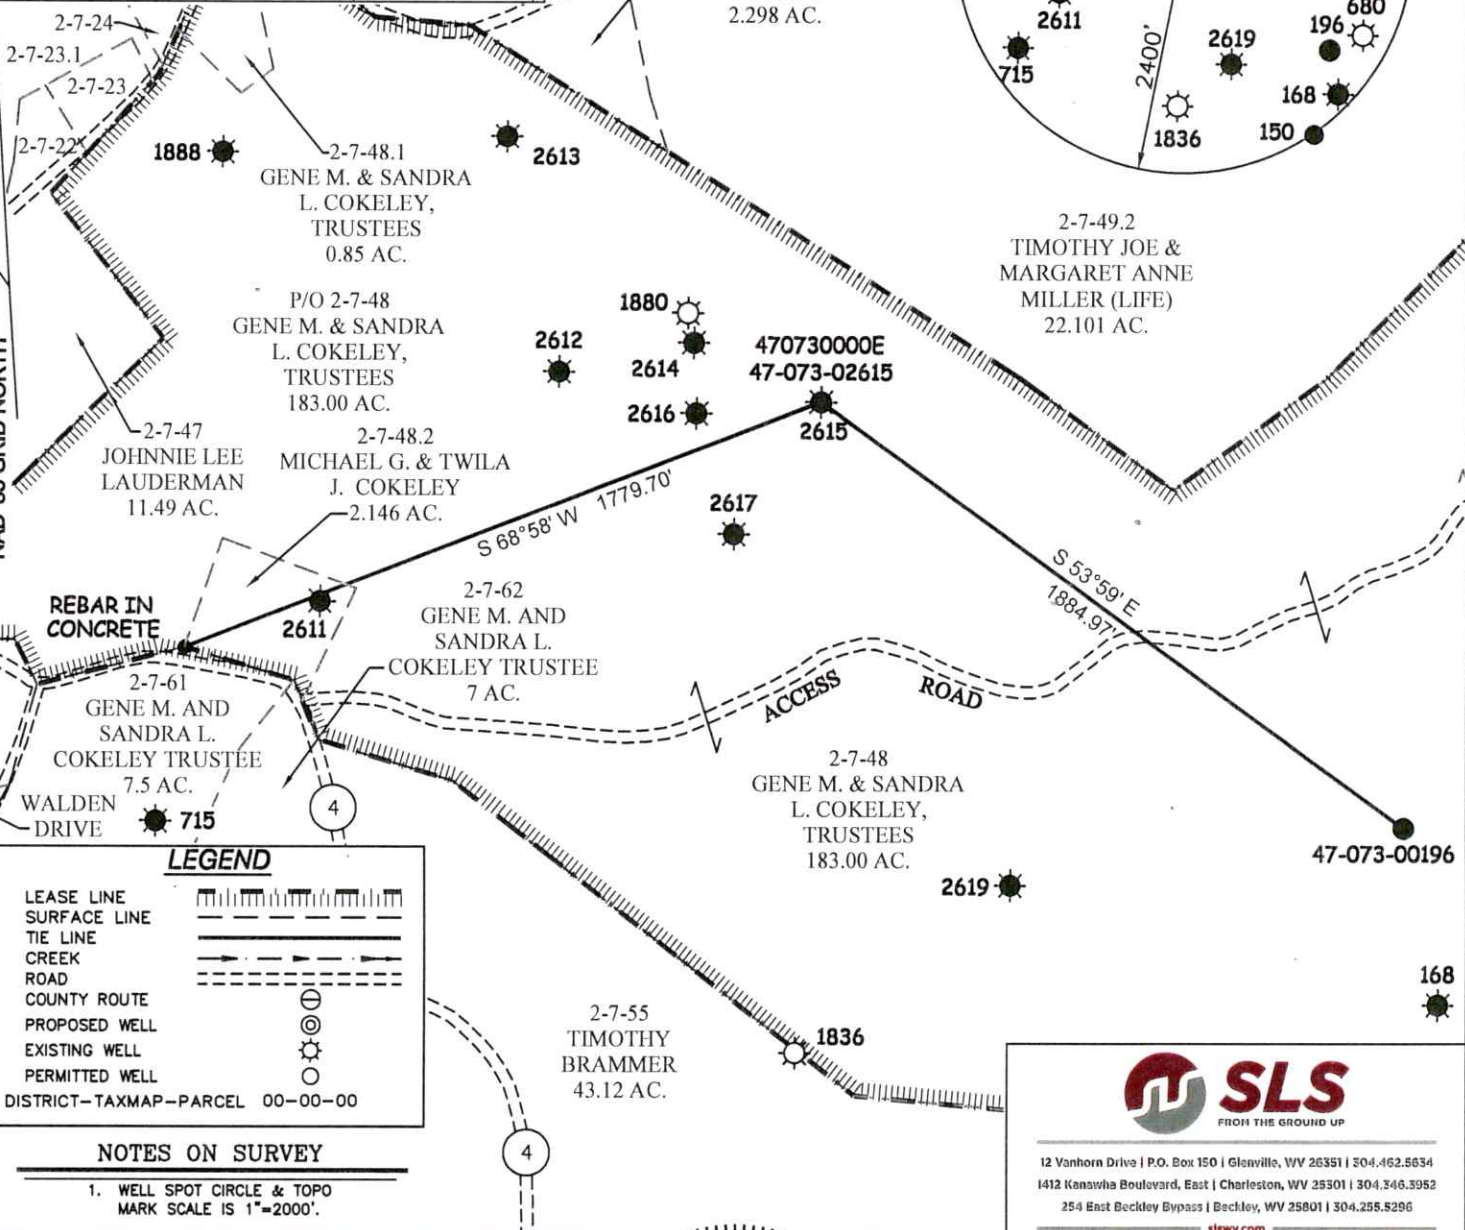 2-7-24
2-7-23.1
2-7-23
2-7-22
2.298 AC.
2611
715
2400'
2619
196
680
168
150
1836
1888
2613
2-7-48.1
GENE M. & SANDRA
L. COKELEY,
TRUSTEES
0.85 AC.
2-7-49.2
TIMOTHY JOE &
MARGARET ANNE
MILLER (LIFE)
22.101 AC.
P/O 2-7-48
GENE M. & SANDRA
L. COKELEY,
TRUSTEES
183.00 AC.
1880
2612
2614
2616
470730000E
47-073-02615
2615
2-7-47
JOHNNIE LEE
LAUDERMAN
11.49 AC.
2-7-48.2
MICHAEL G. & TWILA
J. COKELEY
2.146 AC.
S 68°58' W 1779.70'
2617
S 53°59' E
1884.97'
REBAR IN
CONCRETE
2611
2-7-62
GENE M. AND
SANDRA L.
COKELEY TRUSTEE
7 AC.
2-7-61
GENE M. AND
SANDRA L.
COKELEY TRUSTEE
7.5 AC.
ACCESS ROAD
WALDEN
DRIVE
715
4
2-7-48
GENE M. & SANDRA
L. COKELEY,
TRUSTEES
183.00 AC.
47-073-00196
2619
168
LEGEND
LEASE LINE
SURFACE LINE
TIE LINE
CREEK
ROAD
COUNTY ROUTE
PROPOSED WELL
EXISTING WELL
PERMITTED WELL
DISTRICT-TAXMAP-PARCEL 00-00-00
2-7-55
TIMOTHY
BRAMMER
43.12 AC.
1836
4
NOTES ON SURVEY
1. WELL SPOT CIRCLE & TOPO
MARK SCALE IS 1"=2000'.
SLS
FROM THE GROUND UP
12 Vanhorn Drive | P.O. Box 150 | Glenville, WV 26351 | 304.462.5634
1412 Kanawha Boulevard, East | Charleston, WV 25301 | 304.346.3952
254 East Beckley Bypass | Beckley, WV 25801 | 304.255.5296
slswv.com